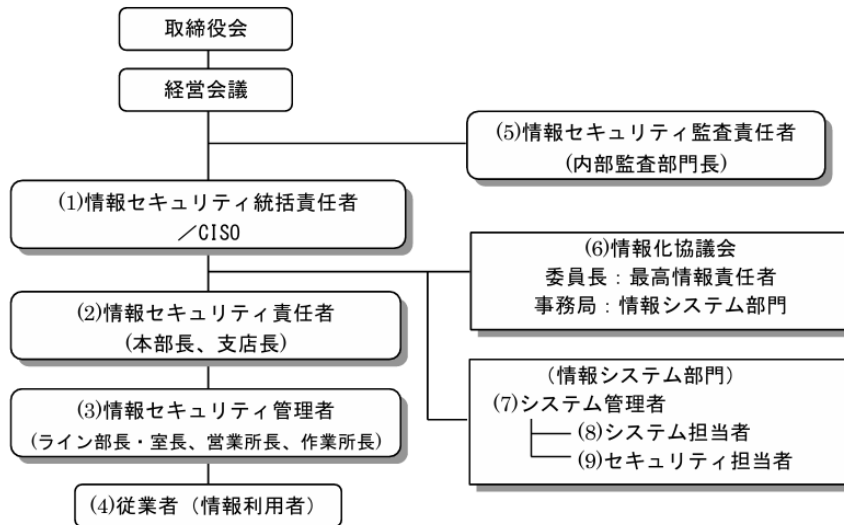 取締役会
経営会議
(5)情報セキュリティ監査責任者
(内部監査部門長)
(1)情報セキュリティ統括責任者
／CISO
(6)情報化協議会
委員長：最高情報責任者
事務局：情報システム部門
(2)情報セキュリティ責任者
(本部長、支店長)
(3)情報セキュリティ管理者
(ライン部長・室長、営業所長、作業所長)
(4)従業者（情報利用者）
（情報システム部門）
(7)システム管理者
(8)システム担当者
(9)セキュリティ担当者